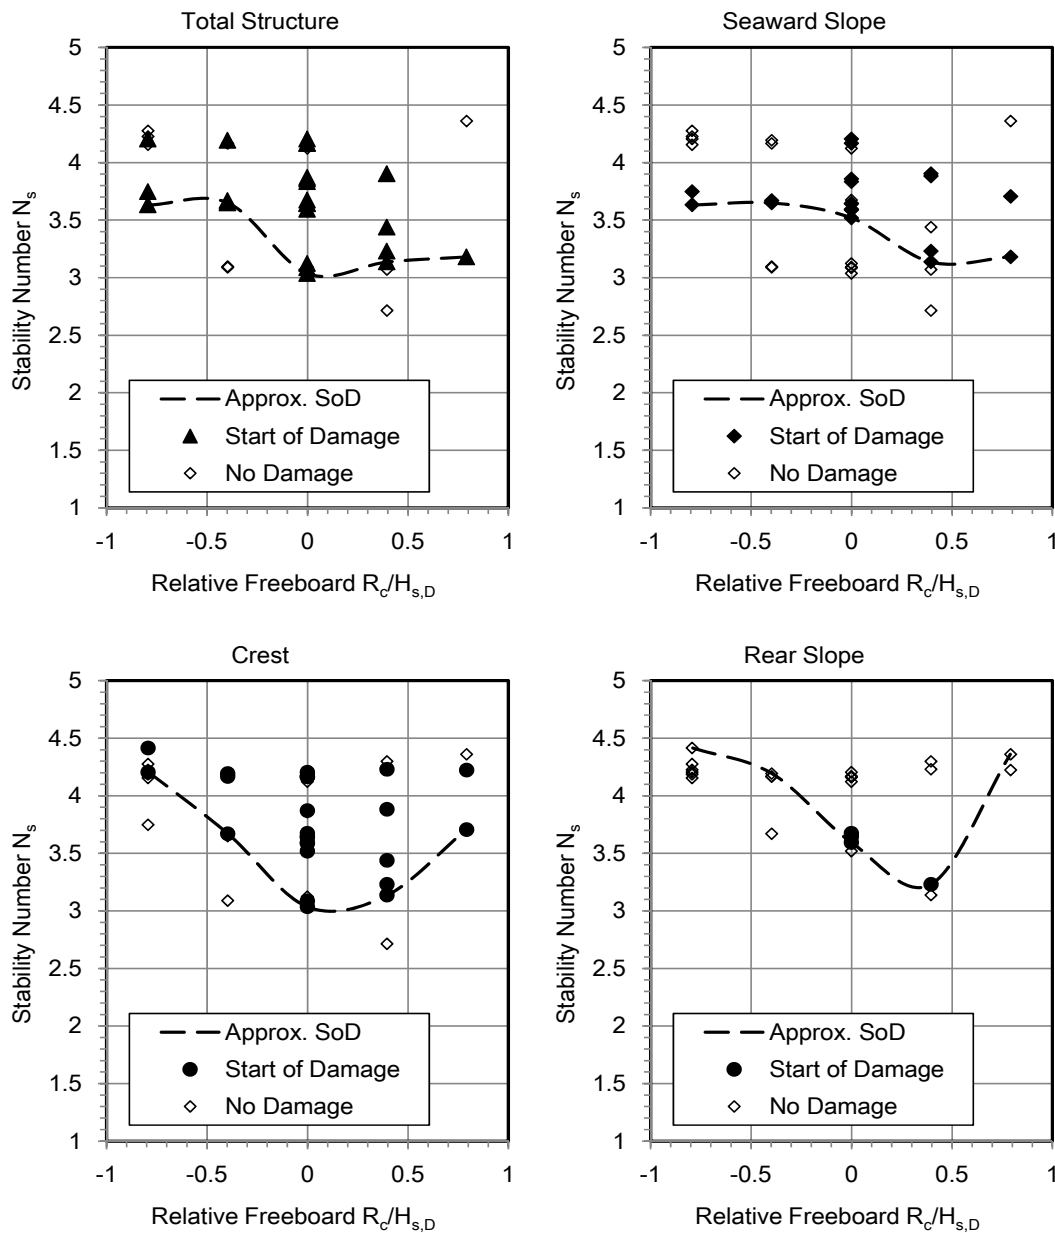 Total Structure
5
4.5
4
3.5
3
2.5
2
1.5
1
Stability Number Ns
Approx. SoD
Start of Damage
No Damage
-1 -0.5 0 0.5 1
Relative Freeboard Rc/Hs,D
Seaward Slope
5
4.5
4
3.5
3
2.5
2
1.5
1
Stability Number Ns
Approx. SoD
Start of Damage
No Damage
-1 -0.5 0 0.5 1
Relative Freeboard Rc/Hs,D
Crest
5
4.5
4
3.5
3
2.5
2
1.5
1
Stability Number Ns
Approx. SoD
Start of Damage
No Damage
-1 -0.5 0 0.5 1
Relative Freeboard Rc/Hs,D
Rear Slope
5
4.5
4
3.5
3
2.5
2
1.5
1
Stability Number Ns
Approx. SoD
Start of Damage
No Damage
-1 -0.5 0 0.5 1
Relative Freeboard Rc/Hs,D